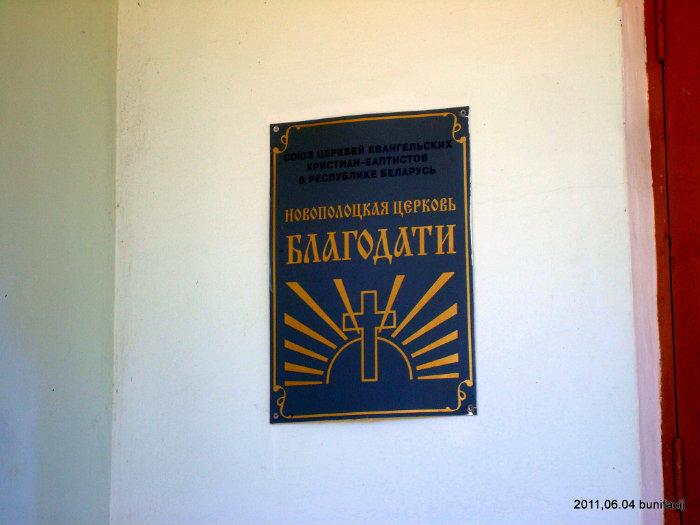 СОЮЗ ЦЕРКВЕЙ ЕВАНГЕЛЬСКИХ
ХРИСТИАН-БАПТИСТОВ
В РЕСПУБЛИКЕ БЕЛАРУСЬ
НОВОПОЛОЦКАЯ ЦЕРКОВЬ
БЛАГОДАТИ
2011,06.04 bunifacij